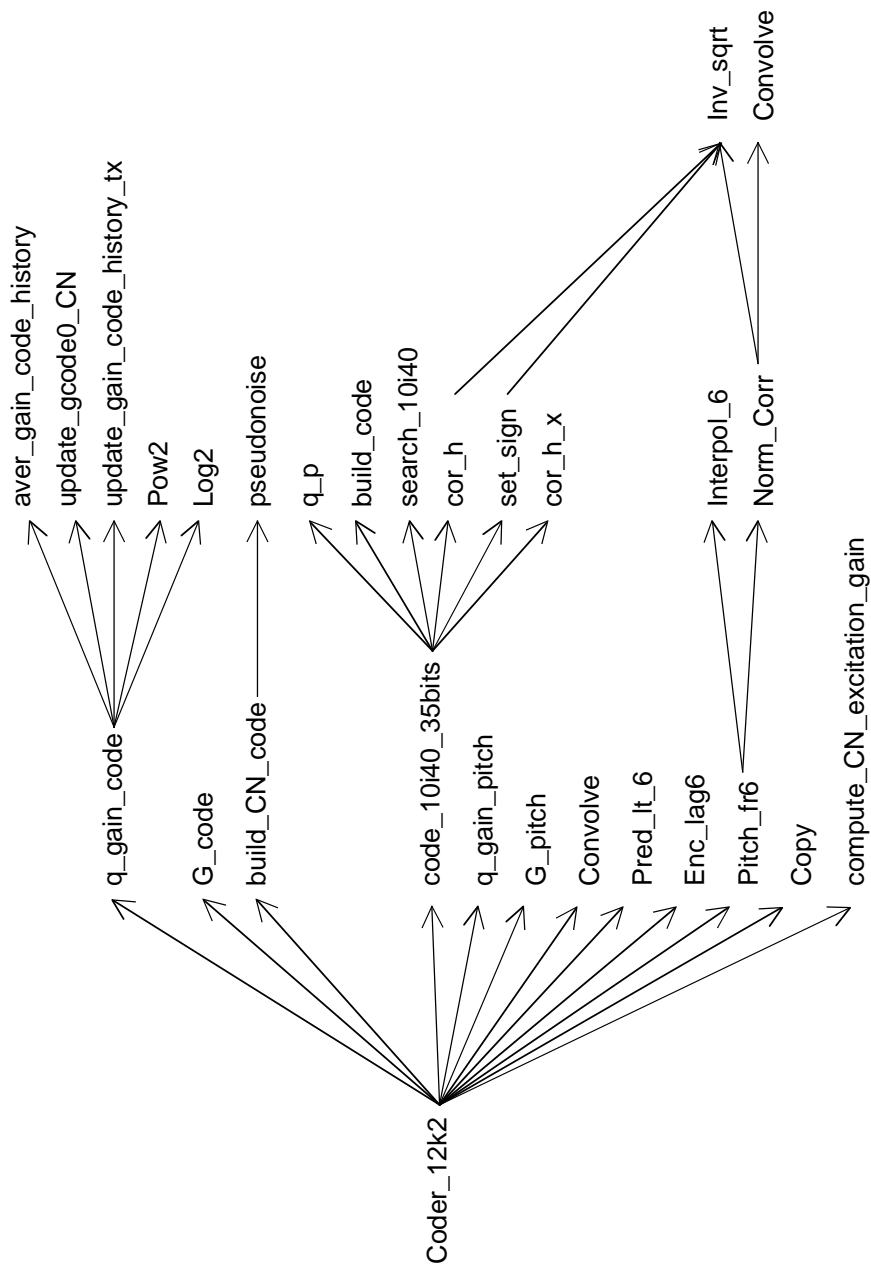 Coder_12k2
q_gain_code
G_code
build_CN_code
code_10i40_35bits
q_gain_pitch
G_pitch
Convolve
Pred_lt_6
Enc_lag6
Pitch_fr6
Copy
compute_CN_excitation_gain
aver_gain_code_history
update_gcode0_CN
update_gain_code_history_tx
Pow2
Log2
pseudonoise
q_p
build_code
search_10i40
cor_h
set_sign
cor_h_x
Interpol_6
Norm_Corr
Inv_sqrt
Convolve